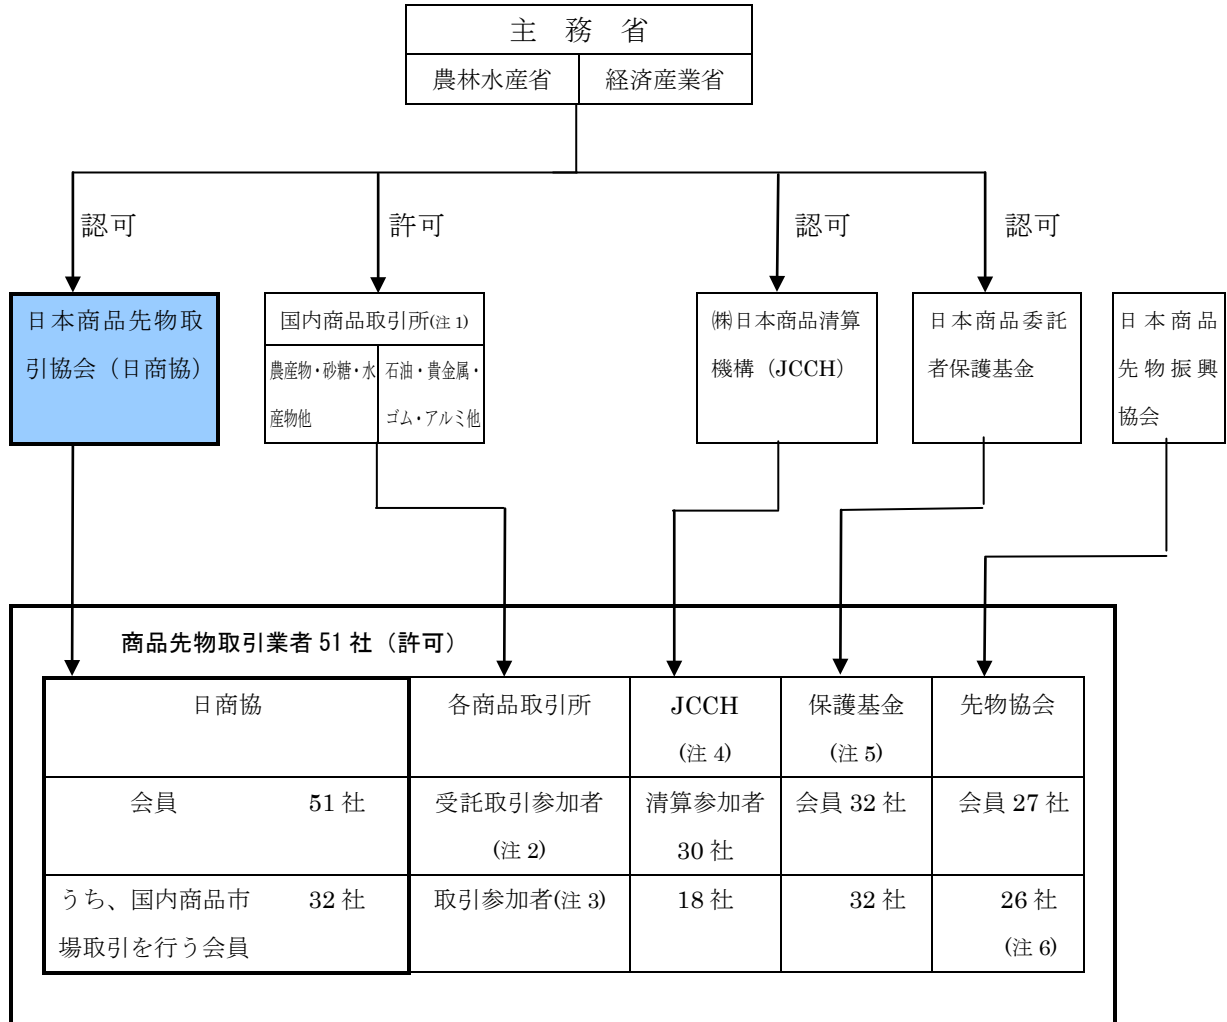 主 務 省
農林水産省 経済産業省
認可 許可 認可 認可
日本商品先物取
引協会（日商協）
国内商品取引所(注 1)
農産物・砂糖・水
産物他
石油・貴金属・
ゴム・アルミ他
㈱日本商品清算
機構（JCCH）
日本商品委託
者保護基金
日本商品
先物振興
協会
商品先物取引業者 51 社（許可）
日商協 各商品取引所 JCCH 保護基金 先物協会
(注 4) (注 5)
会員 51 社 受託取引参加者 清算参加者 会員 32 社 会員 27 社
(注 2) 30 社
うち、国内商品市 32 社 取引参加者(注 3) 18 社 32 社 26 社
場取引を行う会員 (注 6)